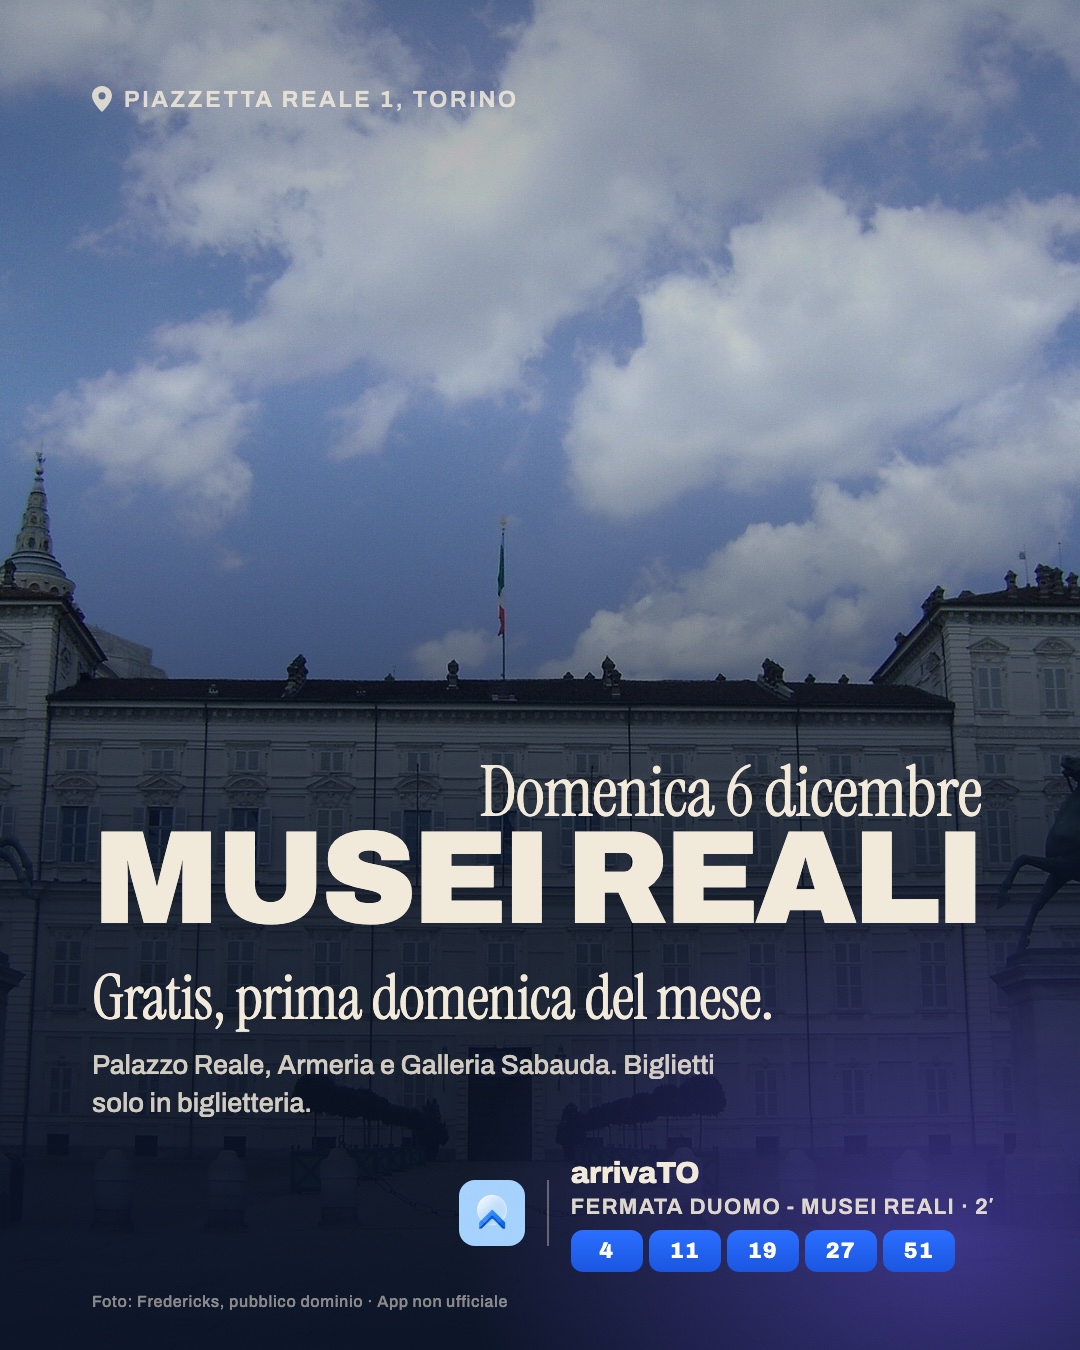 PIAZZETTA REALE 1, TORINO
Domenica 6 dicembre
MUSEI REALI
Gratis, prima domenica del mese.
Palazzo Reale, Armeria e Galleria Sabauda. Biglietti
solo in biglietteria.
arrivaTO
FERMATA DUOMO - MUSEI REALI · 2′
4 11 19 27 51
Foto: Fredericks, pubblico dominio · App non ufficiale